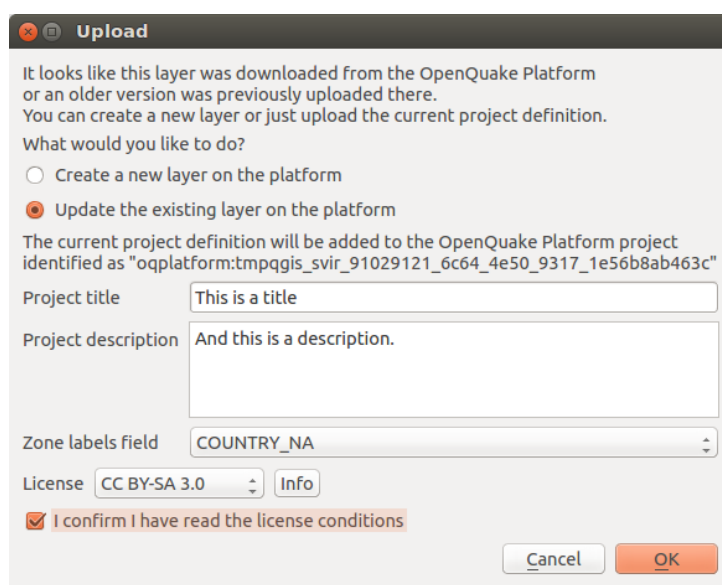 Upload
It looks like this layer was downloaded from the OpenQuake Platform
or an older version was previously uploaded there.
You can create a new layer or just upload the current project definition.
What would you like to do?
Create a new layer on the platform
Update the existing layer on the platform
The current project definition will be added to the OpenQuake Platform project
identified as "oqplatform:tmpqgis_svir_91029121_6c64_4e50_9317_1e56b8ab463c"
Project title This is a title
Project description And this is a description.
Zone labels field COUNTRY_NA
License CC BY-SA 3.0 Info
I confirm I have read the license conditions
Cancel OK